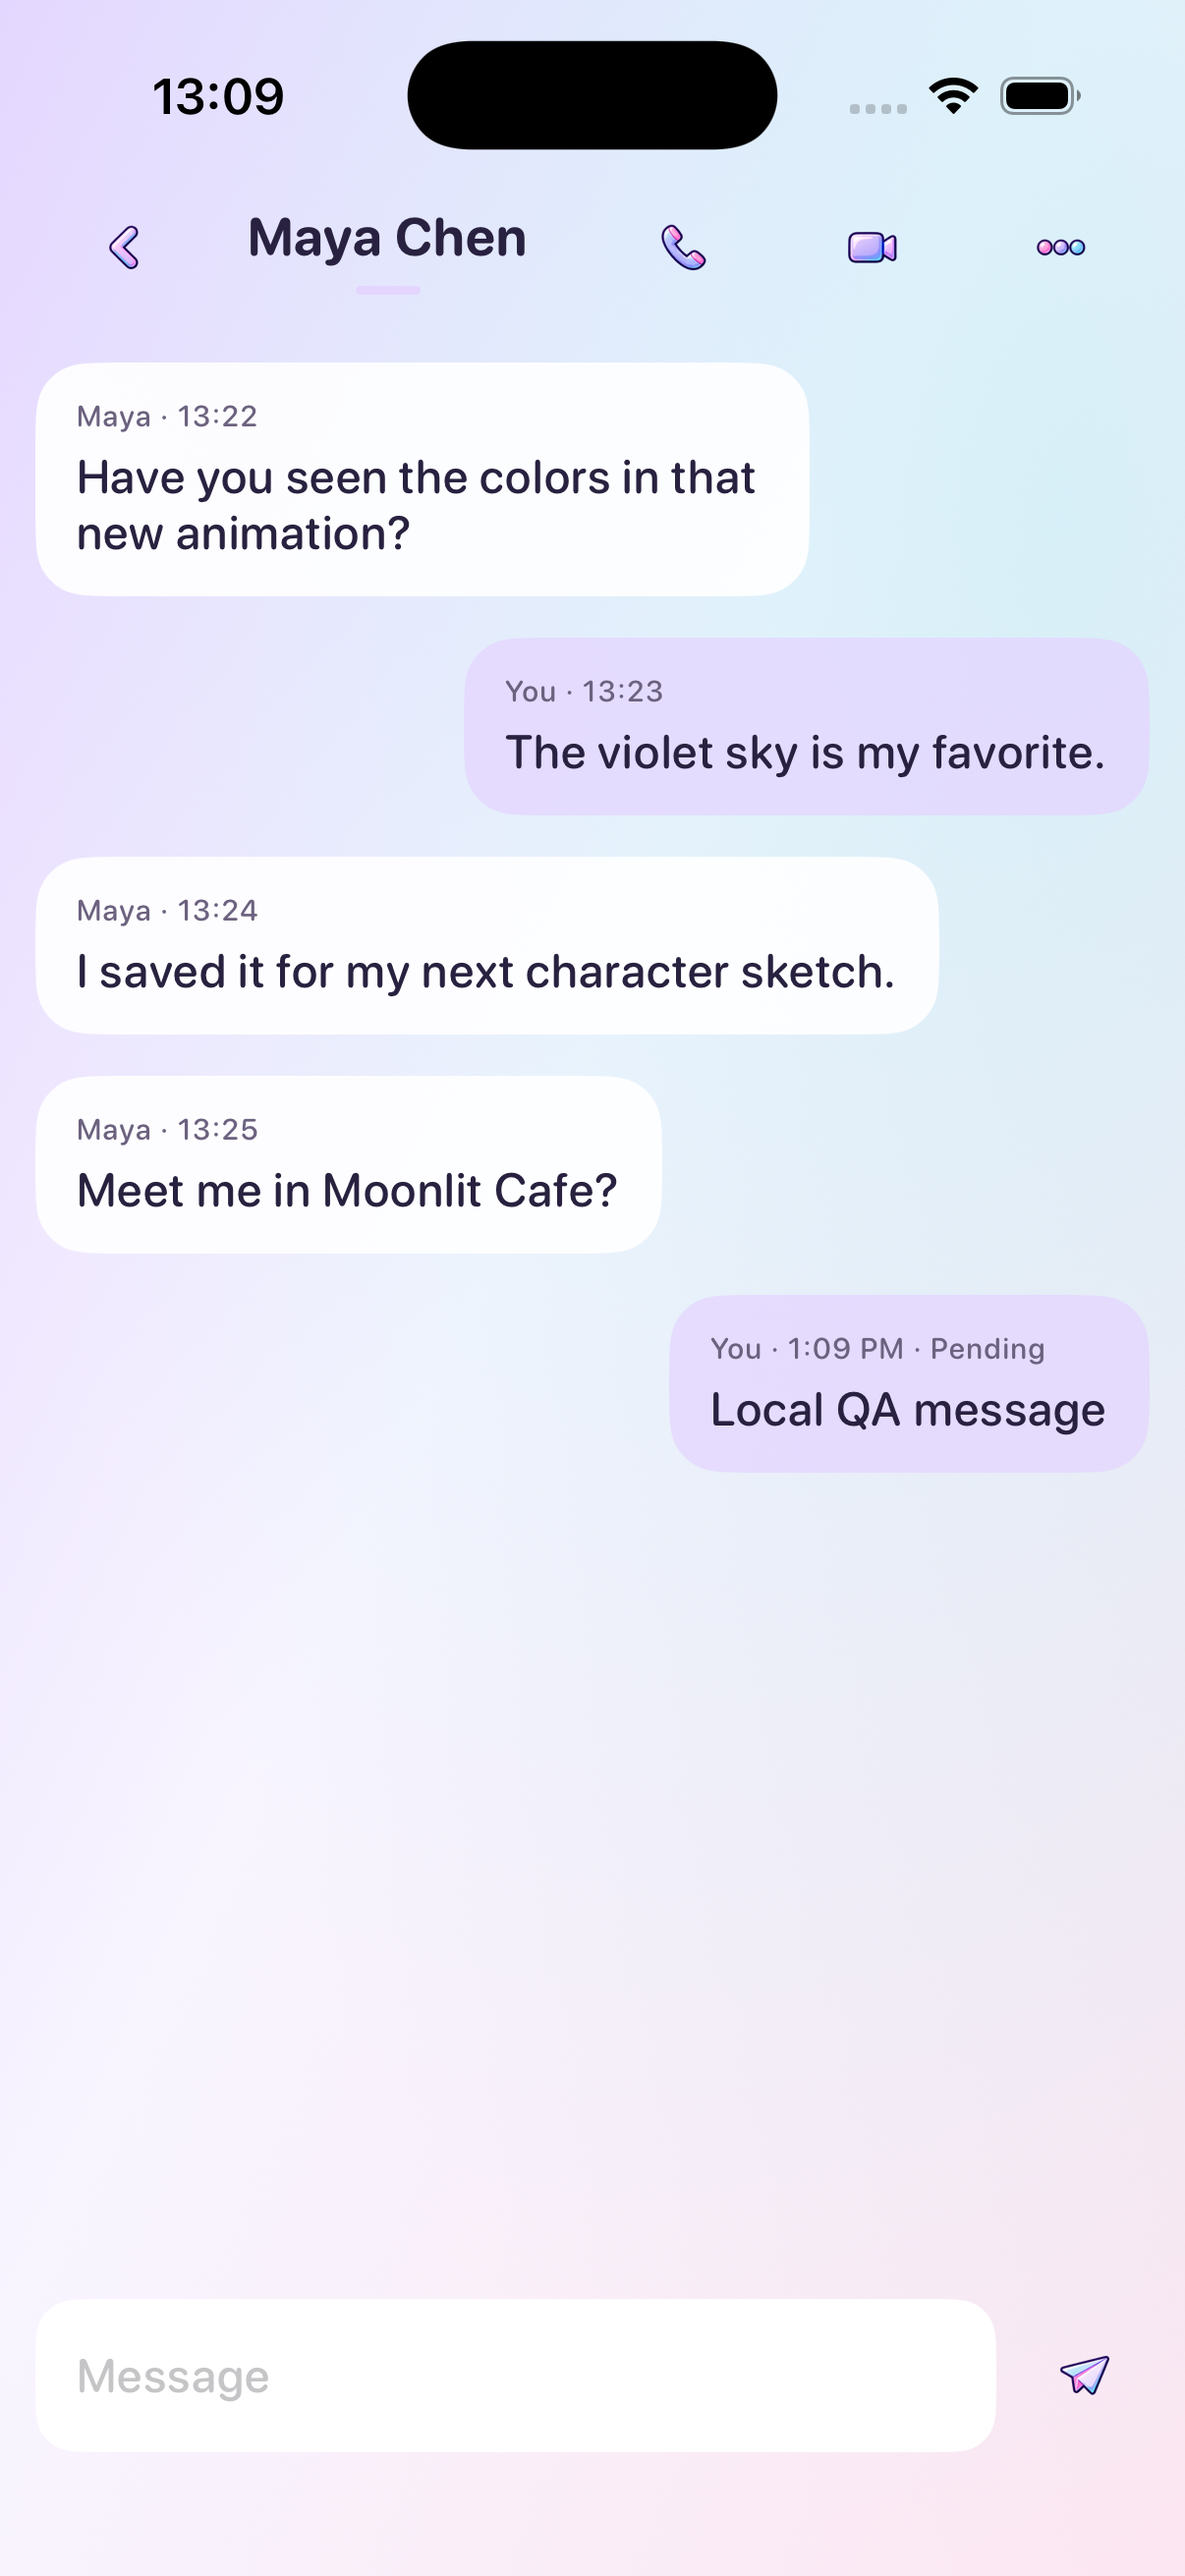 13:09
Maya Chen
Maya · 13:22
Have you seen the colors in that
new animation?
You · 13:23
The violet sky is my favorite.
Maya · 13:24
I saved it for my next character sketch.
Maya · 13:25
Meet me in Moonlit Cafe?
You · 1:09 PM · Pending
Local QA message
Message